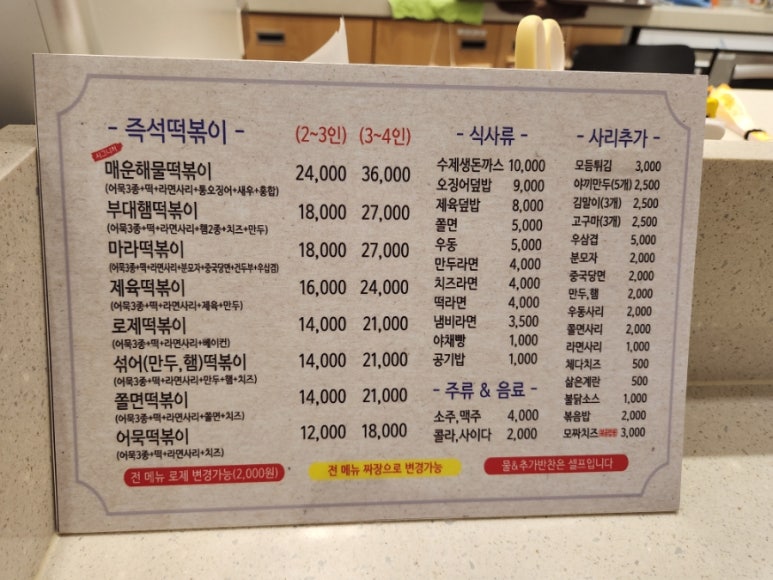 - 즉석떡볶이 - (2~3인) (3~4인)
시그니처
매운해물떡볶이 24,000 36,000
(어묵3종+떡+라면사리+통오징어+새우+홍합)
부대햄떡볶이 18,000 27,000
(어묵3종+떡+라면사리+햄2종+치즈+만두)
마라떡볶이 18,000 27,000
(어묵3종+떡+라면사리+분모자+중국당면+건두부+우삼겹)
제육떡볶이 16,000 24,000
(어묵3종+떡+라면사리+제육+만두)
로제떡볶이 14,000 21,000
(어묵3종+떡+라면사리+베이컨)
섞어(만두,햄)떡볶이 14,000 21,000
(어묵3종+떡+라면사리+만두+햄+치즈)
쫄면떡볶이 14,000 21,000
(어묵3종+떡+라면사리+쫄면+치즈)
어묵떡볶이 12,000 18,000
(어묵3종+떡+라면사리+치즈)
- 식사류 -
수제생돈까스 10,000
오징어덮밥 9,000
제육덮밥 8,000
쫄면 5,000
우동 5,000
만두라면 4,000
치즈라면 4,000
떡라면 4,000
냄비라면 3,500
야채빵 1,000
공기밥 1,000
- 주류 & 음료 -
소주,맥주 4,000
콜라,사이다 2,000
- 사리추가 -
모듬튀김 3,000
야끼만두(5개) 2,500
김말이(3개) 2,500
고구마(3개) 2,500
우삼겹 5,000
분모자 2,000
중국당면 2,000
만두,햄 2,000
우동사리 2,000
쫄면사리 2,000
라면사리 1,000
체다치즈 500
삶은계란 500
불닭소스 1,000
볶음밥 2,000
모짜치즈 3,000
전 메뉴 로제 변경가능(2,000원)
전 메뉴 짜장으로 변경가능
물&추가반찬은 셀프입니다